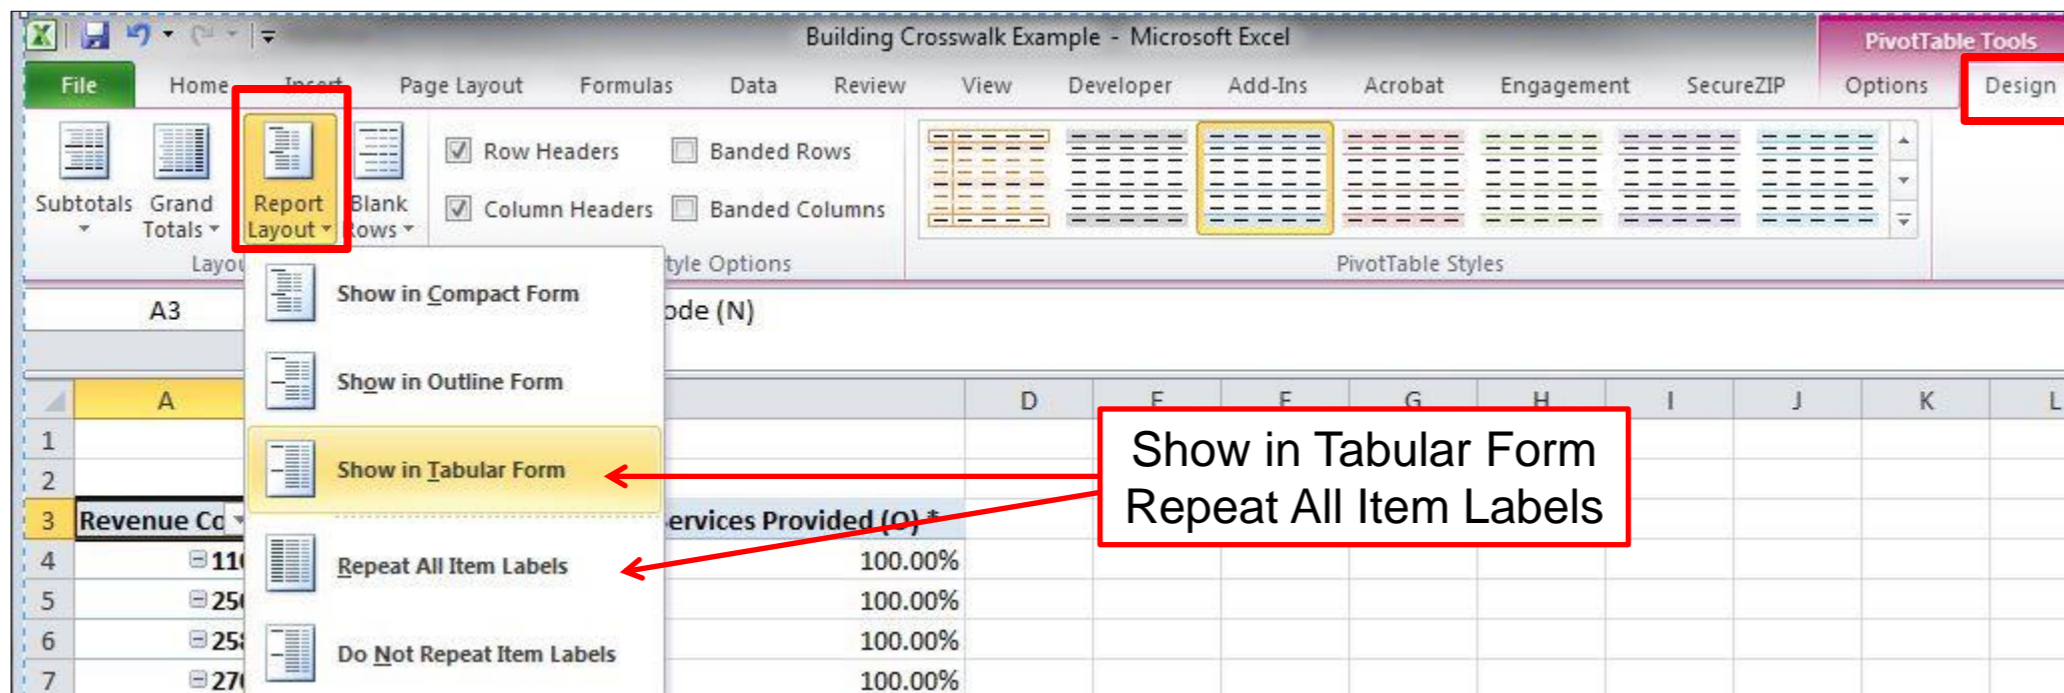 Building Crosswalk Example - Microsoft Excel
PivotTable Tools
File Home Insert Page Layout Formulas Data Review View Developer Add-Ins Acrobat Engagement SecureZIP Options Design
Subtotals
Grand Totals
Report Layout
Blank Rows
Row Headers
Banded Rows
Column Headers
Banded Columns
PivotTable Styles
Show in Compact Form
Show in Outline Form
Show in Tabular Form
Repeat All Item Labels
Do Not Repeat Item Labels
A3
(N)
A D G H I J K L
Show in Tabular Form
Repeat All Item Labels
1
2
3 Revenue Provided (O) *
4 100.00%
5 100.00%
6 100.00%
7 100.00%